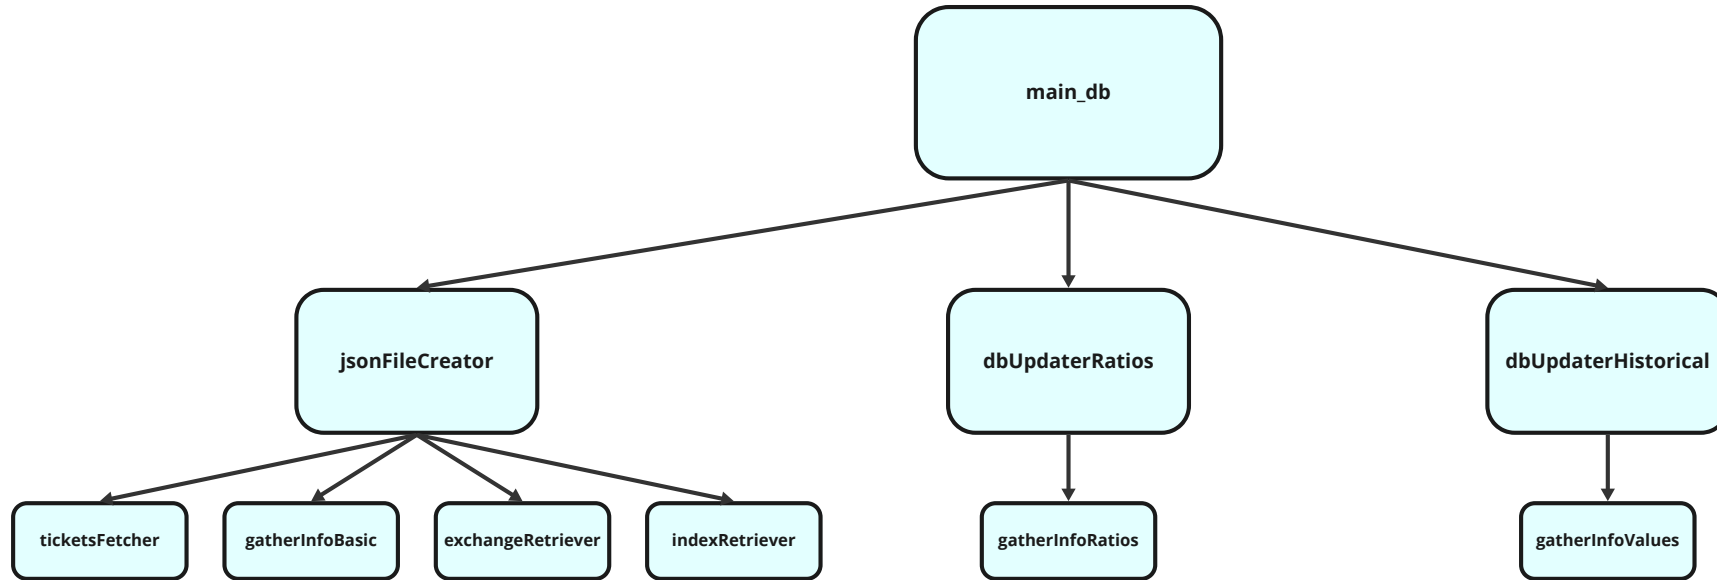 main_db
jsonFileCreator
dbUpdaterRatios
dbUpdaterHistorical
ticketsFetcher
gatherInfoBasic
exchangeRetriever
indexRetriever
gatherInfoRatios
gatherInfoValues